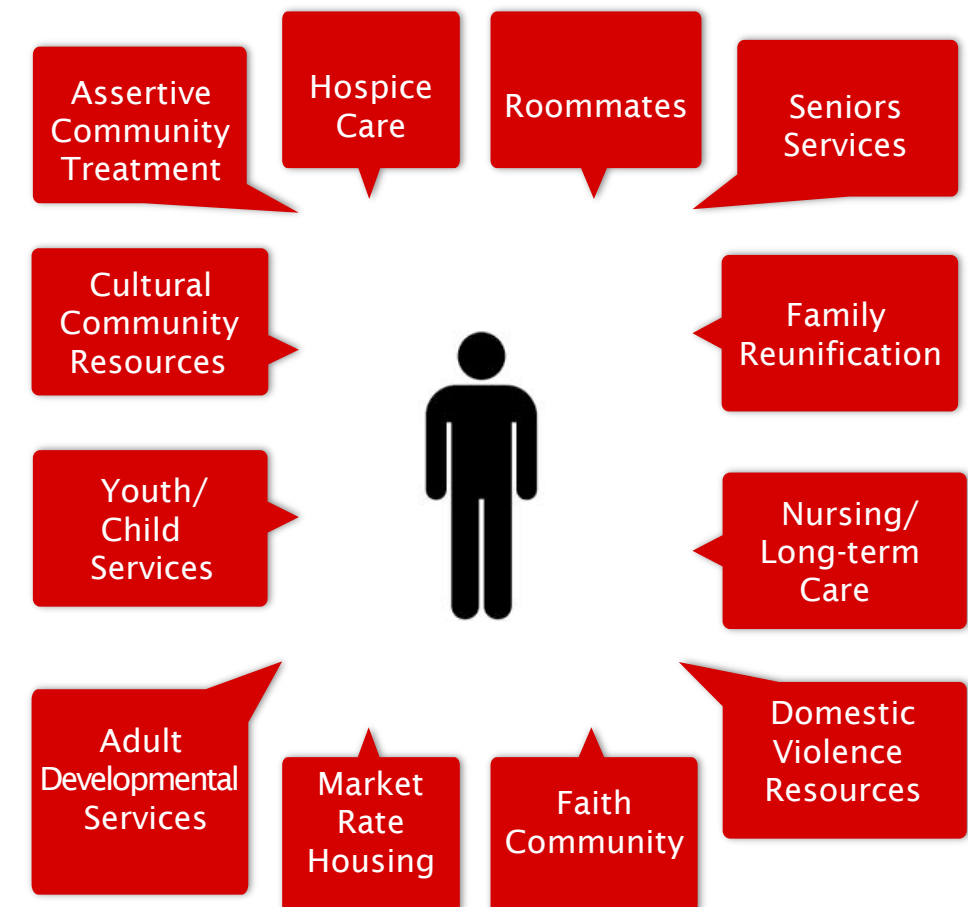 Assertive
Community
Treatment
Hospice
Care
Roommates
Seniors
Services
Cultural
Community
Resources
Family
Reunification
Youth/
Child
Services
Nursing/
Long-term
Care
Adult
Developmental
Services
Market
Rate
Housing
Faith
Community
Domestic
Violence
Resources